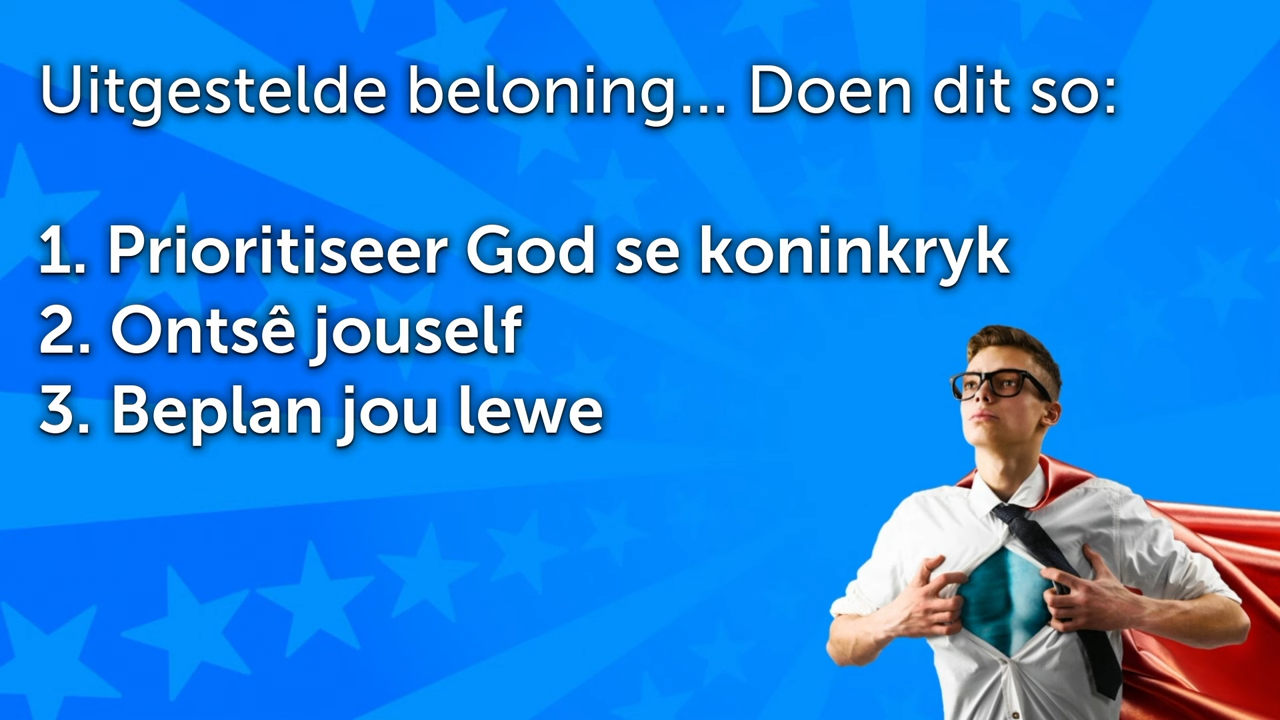 Uitgestelde beloning... Doen dit so:
1. Prioritiseer God se koninkryk
2. Ontsê jouself
3. Beplan jou lewe